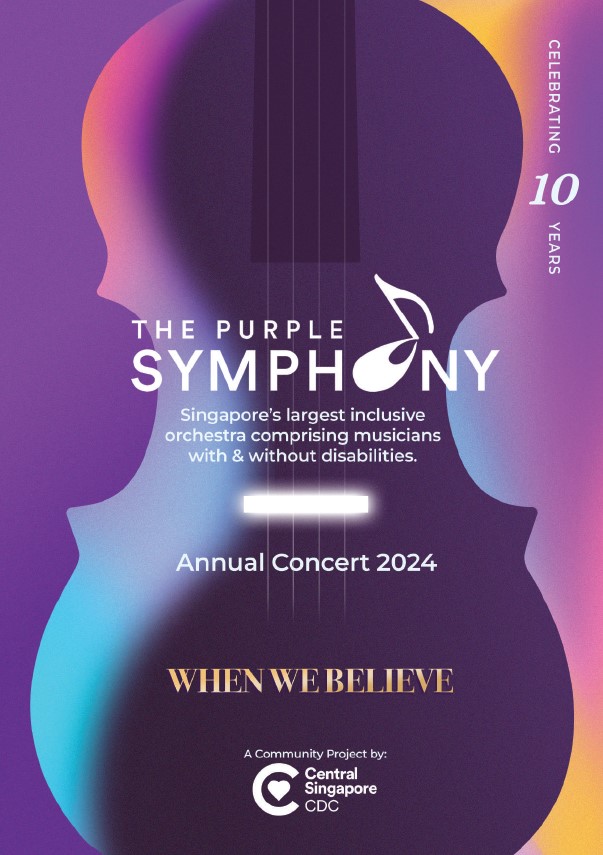 CELEBRATING
10
YEARS
THE PURPLE
SYMPHONY
Singapore's largest inclusive
orchestra comprising musicians
with & without disabilities.
Annual Concert 2024
WHEN WE BELIEVE
A Community Project by:
Central
Singapore
CDC